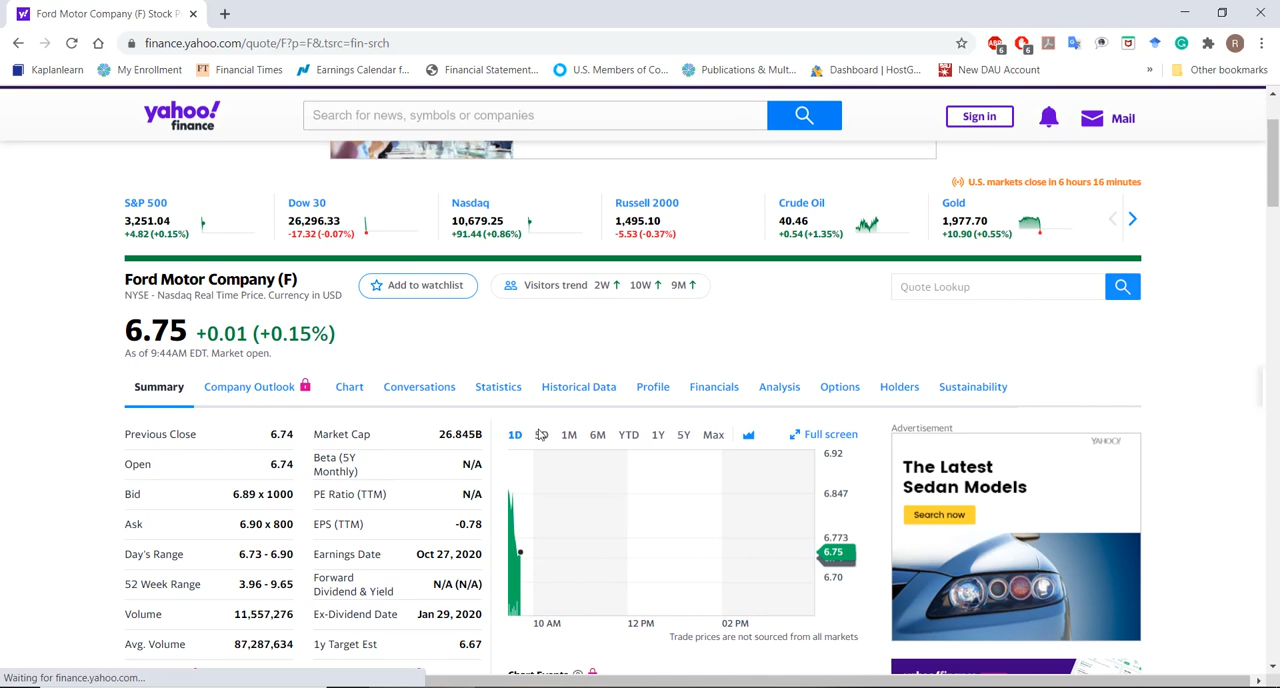 Ford Motor Company (F) Stock P
finance.yahoo.com/quote/F?p=F&.tsrc=fin-srch
6
6
R
Kaplanlearn
My Enrollment
FT Financial Times
Earnings Calendar f...
Financial Statement...
U.S. Members of Co...
Publications & Mult...
Dashboard | HostG...
New DAU Account
»
Other bookmarks
yahoo!
finance
Search for news, symbols or companies
Sign in
Mail
U.S. markets close in 6 hours 16 minutes
S&P 500
3,251.04
+4.82 (+0.15%)
Dow 30
26,296.33
-17.32 (-0.07%)
Nasdaq
10,679.25
+91.44 (+0.86%)
Russell 2000
1,495.10
-5.53 (-0.37%)
Crude Oil
40.46
+0.54 (+1.35%)
Gold
1,977.70
+10.90 (+0.55%)
Ford Motor Company (F)
NYSE - Nasdaq Real Time Price. Currency in USD
Add to watchlist
Visitors trend 2W↑ 10W↑ 9M↑
Quote Lookup
6.75 +0.01 (+0.15%)
As of 9:44AM EDT. Market open.
Summary Company Outlook Chart Conversations Statistics Historical Data Profile Financials Analysis Options Holders Sustainability
Previous Close 6.74
Open 6.74
Bid 6.89 x 1000
Ask 6.90 x 800
Day's Range 6.73 - 6.90
52 Week Range 3.96 - 9.65
Volume 11,557,276
Avg. Volume 87,287,634
Market Cap 26.845B
Beta (5Y
Monthly) N/A
PE Ratio (TTM) N/A
EPS (TTM) -0.78
Earnings Date Oct 27, 2020
Forward
Dividend & Yield N/A (N/A)
Ex-Dividend Date Jan 29, 2020
1y Target Est 6.67
1D 5D 1M 6M YTD 1Y 5Y Max
Full screen
6.92
6.847
6.773
6.75
6.70
10 AM 12 PM 02 PM
Trade prices are not sourced from all markets
Chart Events
Advertisement
YAHOO!
The Latest
Sedan Models
Search now
Waiting for finance.yahoo.com...